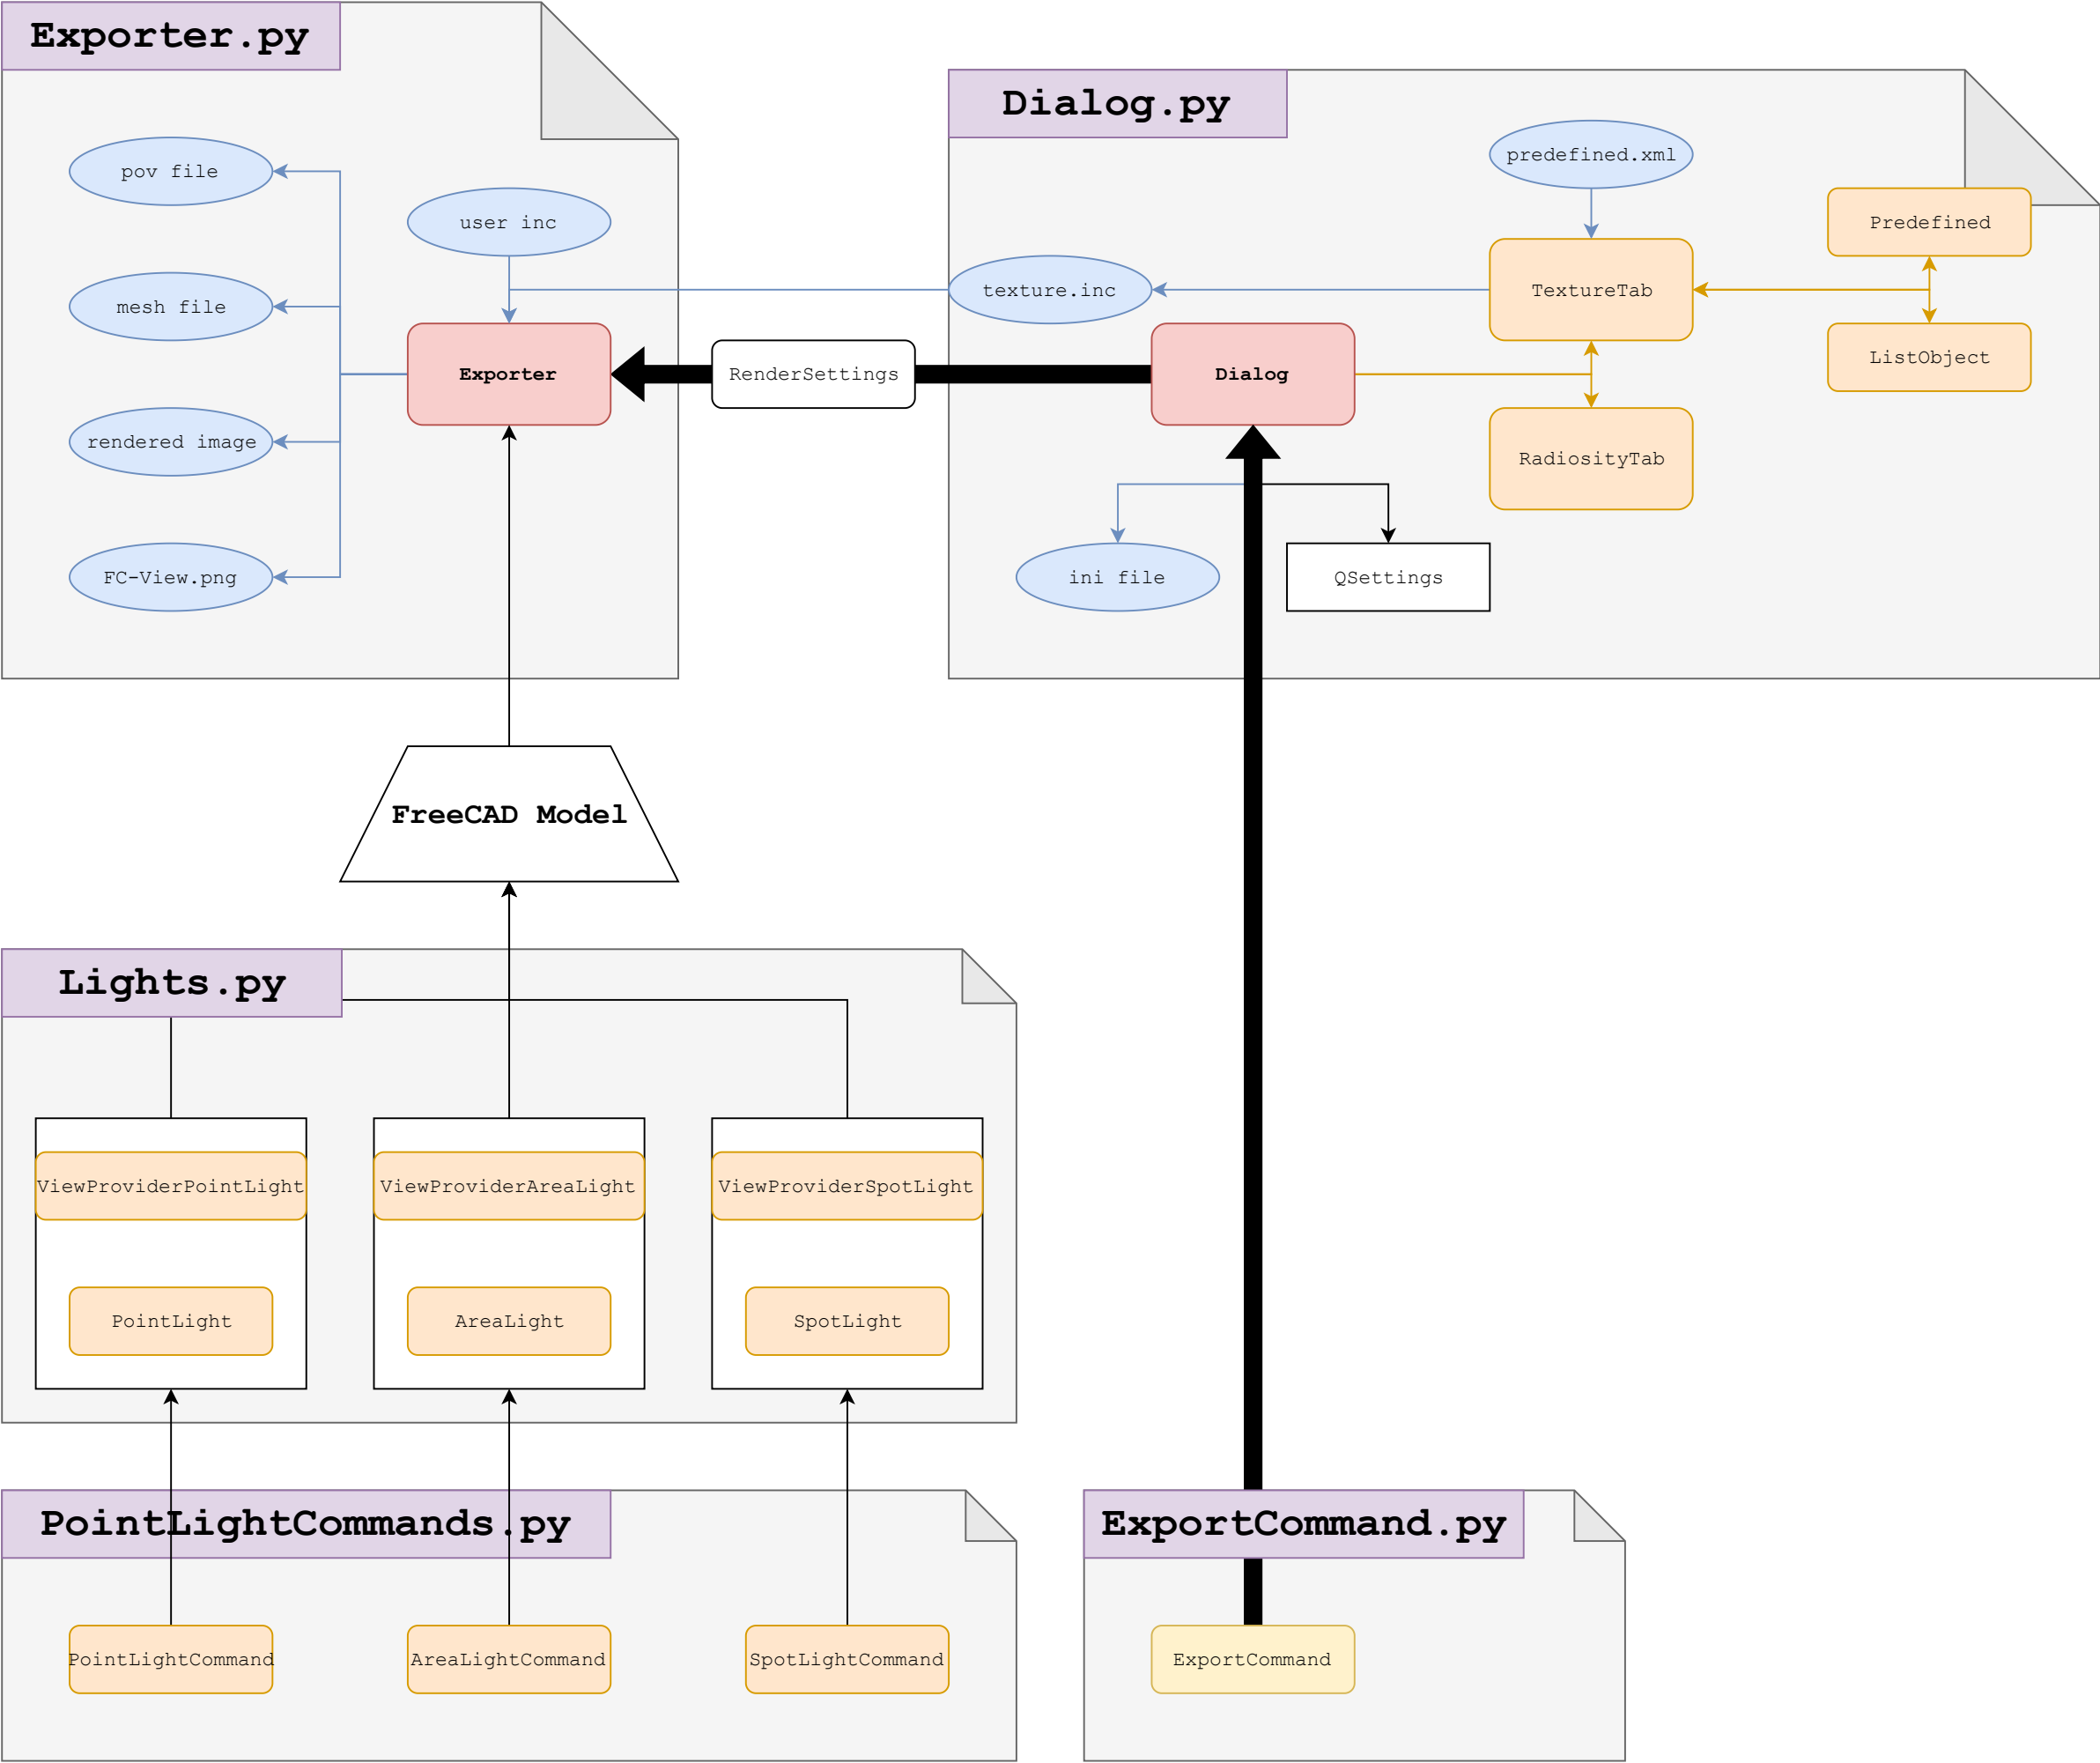 Exporter.py
pov file
user inc
mesh file
Exporter
rendered image
FC-View.png
RenderSettings
Dialog.py
predefined.xml
Predefined
texture.inc
TextureTab
ListObject
Dialog
RadiosityTab
ini file
QSettings
FreeCAD Model
Lights.py
ViewProviderPointLight
ViewProviderAreaLight
ViewProviderSpotLight
PointLight
AreaLight
SpotLight
PointLightCommands.py
PointLightCommand
AreaLightCommand
SpotLightCommand
ExportCommand.py
ExportCommand